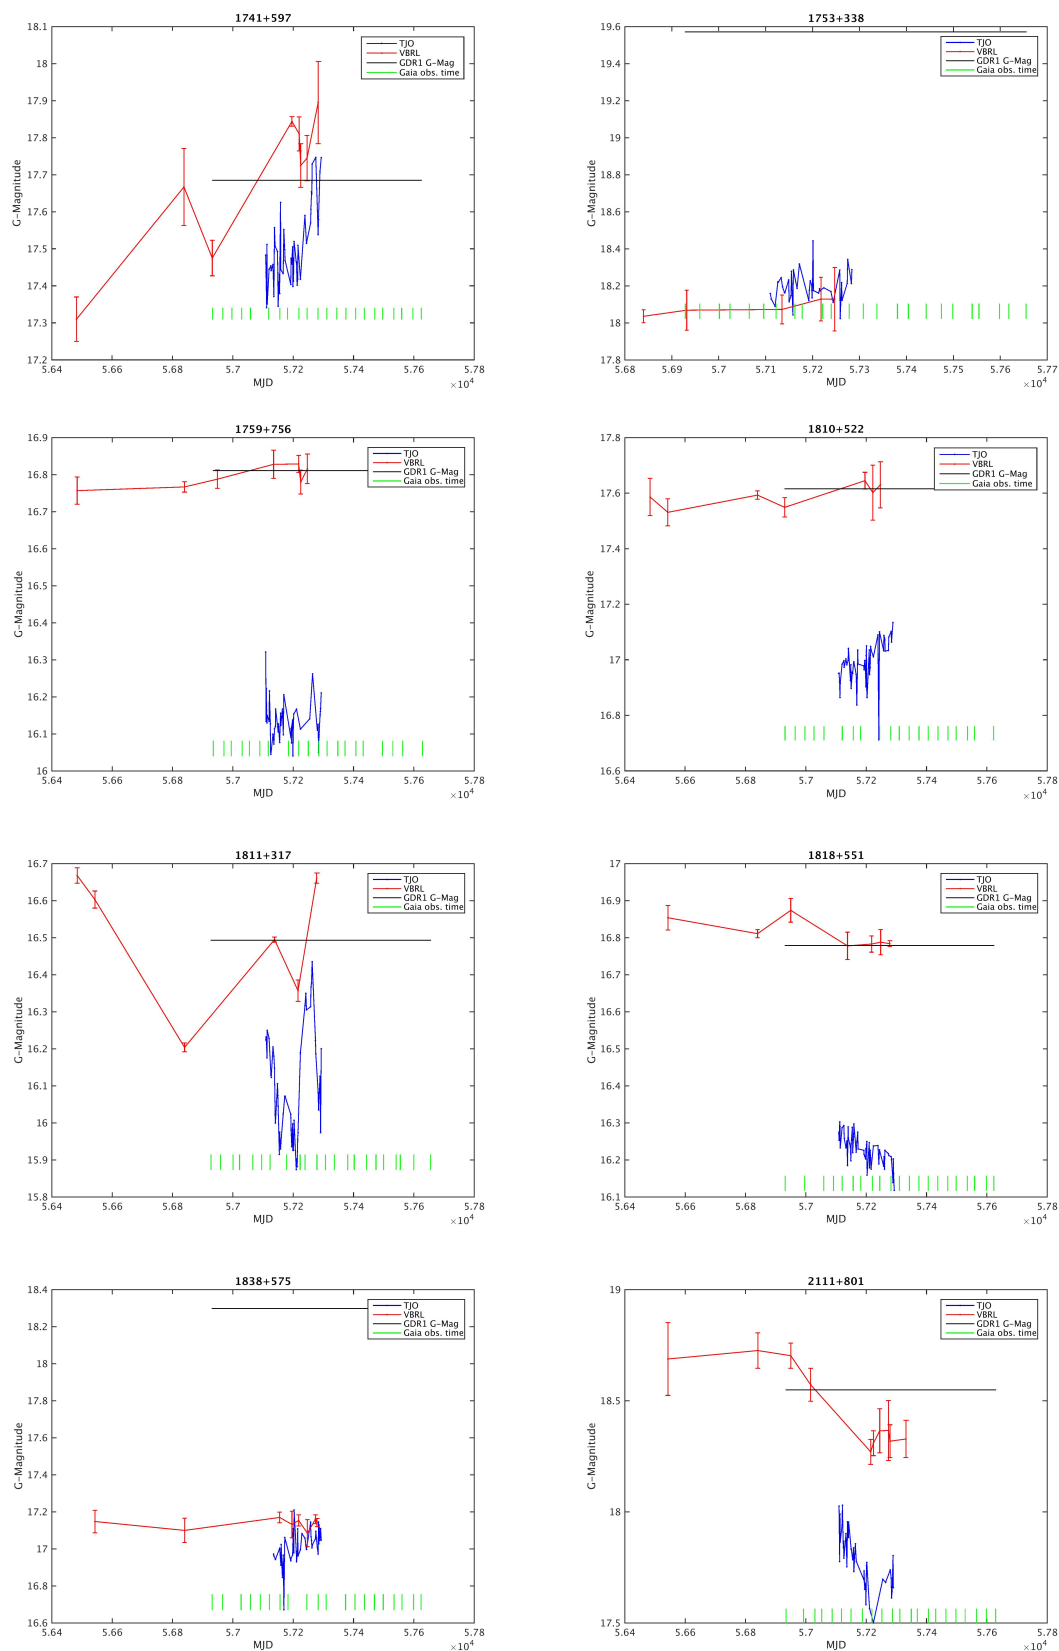 1741+597
18.1
18
17.9
17.8
17.7
17.6
17.5
17.4
17.3
17.2
G-Magnitude
TJO
VBRL
GDR1 G-Mag
Gaia obs. time
5.64 5.66 5.68 5.7 5.72 5.74 5.76 5.78
MJD
×10⁴
1753+338
19.6
19.4
19.2
19
18.8
18.6
18.4
18.2
18
17.8
G-Magnitude
TJO
VBRL
GDR1 G-Mag
Gaia obs. time
5.68 5.69 5.7 5.71 5.72 5.73 5.74 5.75 5.76 5.77
MJD
×10⁴
1759+756
16.9
16.8
16.7
16.6
16.5
16.4
16.3
16.2
16.1
16
G-Magnitude
TJO
VBRL
GDR1 G-Mag
Gaia obs. time
5.64 5.66 5.68 5.7 5.72 5.74 5.76 5.78
MJD
×10⁴
1810+522
17.8
17.6
17.4
17.2
17
16.8
16.6
G-Magnitude
TJO
VBRL
GDR1 G-Mag
Gaia obs. time
5.64 5.66 5.68 5.7 5.72 5.74 5.76 5.78
MJD
×10⁴
1811+317
16.7
16.6
16.5
16.4
16.3
16.2
16.1
16
15.9
15.8
G-Magnitude
TJO
VBRL
GDR1 G-Mag
Gaia obs. time
5.64 5.66 5.68 5.7 5.72 5.74 5.76 5.78
MJD
×10⁴
1818+551
17
16.9
16.8
16.7
16.6
16.5
16.4
16.3
16.2
16.1
G-Magnitude
TJO
VBRL
GDR1 G-Mag
Gaia obs. time
5.64 5.66 5.68 5.7 5.72 5.74 5.76 5.78
MJD
×10⁴
1838+575
18.4
18.2
18
17.8
17.6
17.4
17.2
17
16.8
16.6
G-Magnitude
TJO
VBRL
GDR1 G-Mag
Gaia obs. time
5.64 5.66 5.68 5.7 5.72 5.74 5.76 5.78
MJD
×10⁴
2111+801
19
18.5
18
17.5
G-Magnitude
TJO
VBRL
GDR1 G-Mag
Gaia obs. time
5.64 5.66 5.68 5.7 5.72 5.74 5.76 5.78
MJD
×10⁴